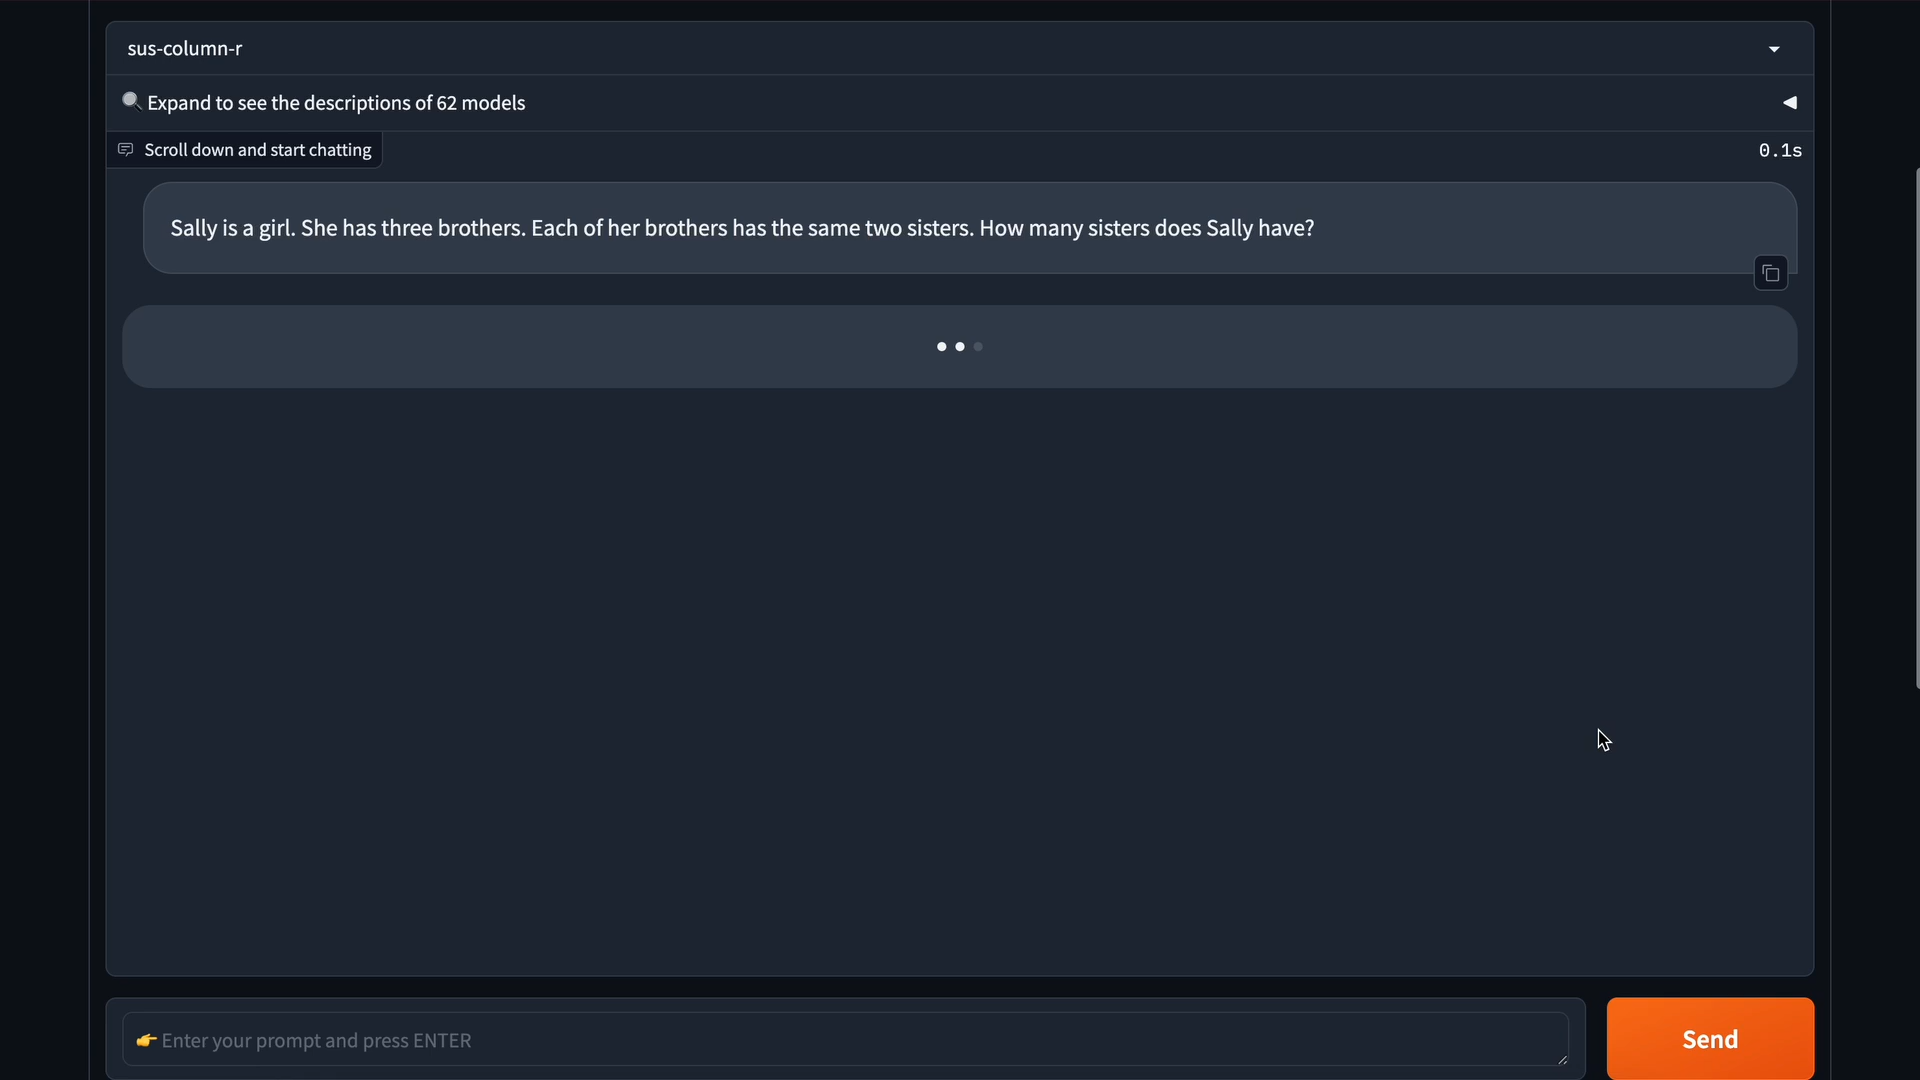 sus-column-r
Expand to see the descriptions of 62 models
Scroll down and start chatting
0.1s
Sally is a girl. She has three brothers. Each of her brothers has the same two sisters. How many sisters does Sally have?
👉 Enter your prompt and press ENTER
Send